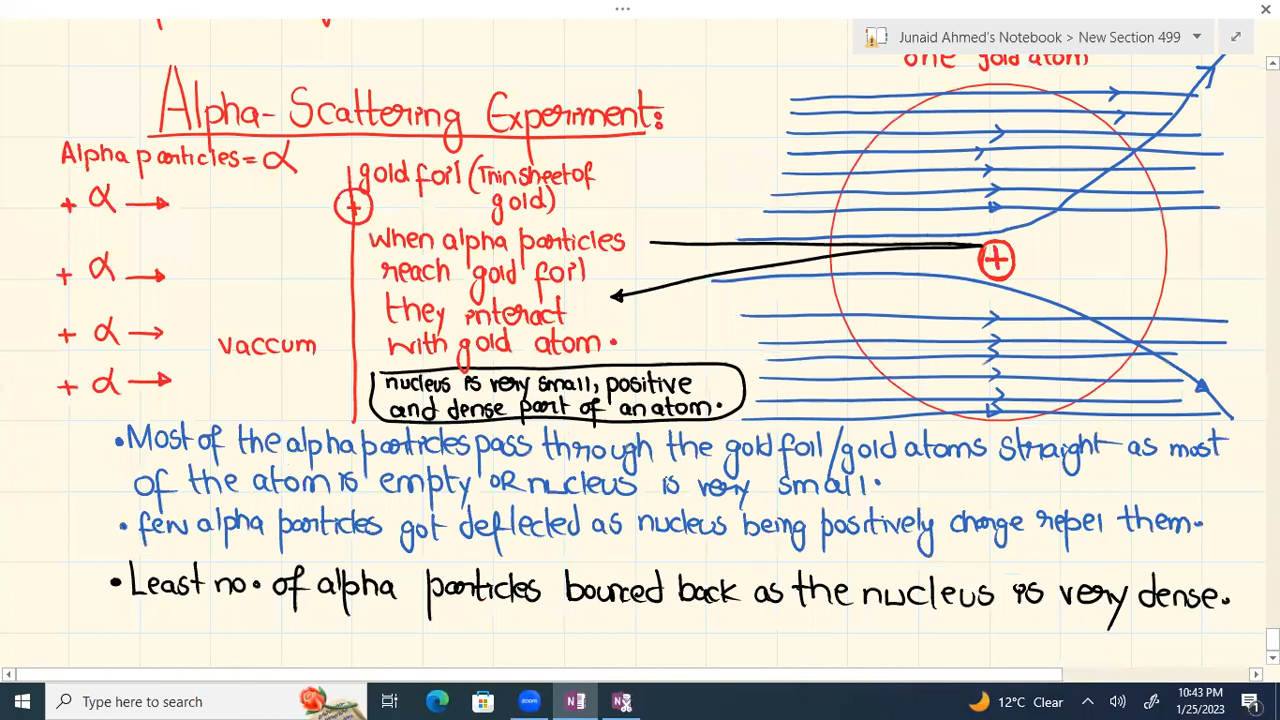 Junaid Ahmed's Notebook > New Section 499
one gold atom
Alpha-Scattering Experiment:
Alpha particles = α
gold foil (Thin sheet of
gold)
+ α →
+
when alpha particles
reach gold foil
+ α →
they interact
with gold atom.
+ α →
vaccum
+ α →
+
nucleus is very small, positive
and dense part of an atom.
•Most of the alpha particles pass through the gold foil/gold atoms straight as most
of the atom is empty OR nucleus is very small.
• few alpha particles got deflected as nucleus being positively charge repel them.
•Least no. of alpha particles bounced back as the nucleus is very dense.
Type here to search
zoom
12°C Clear
10:43 PM
1/25/2023
1